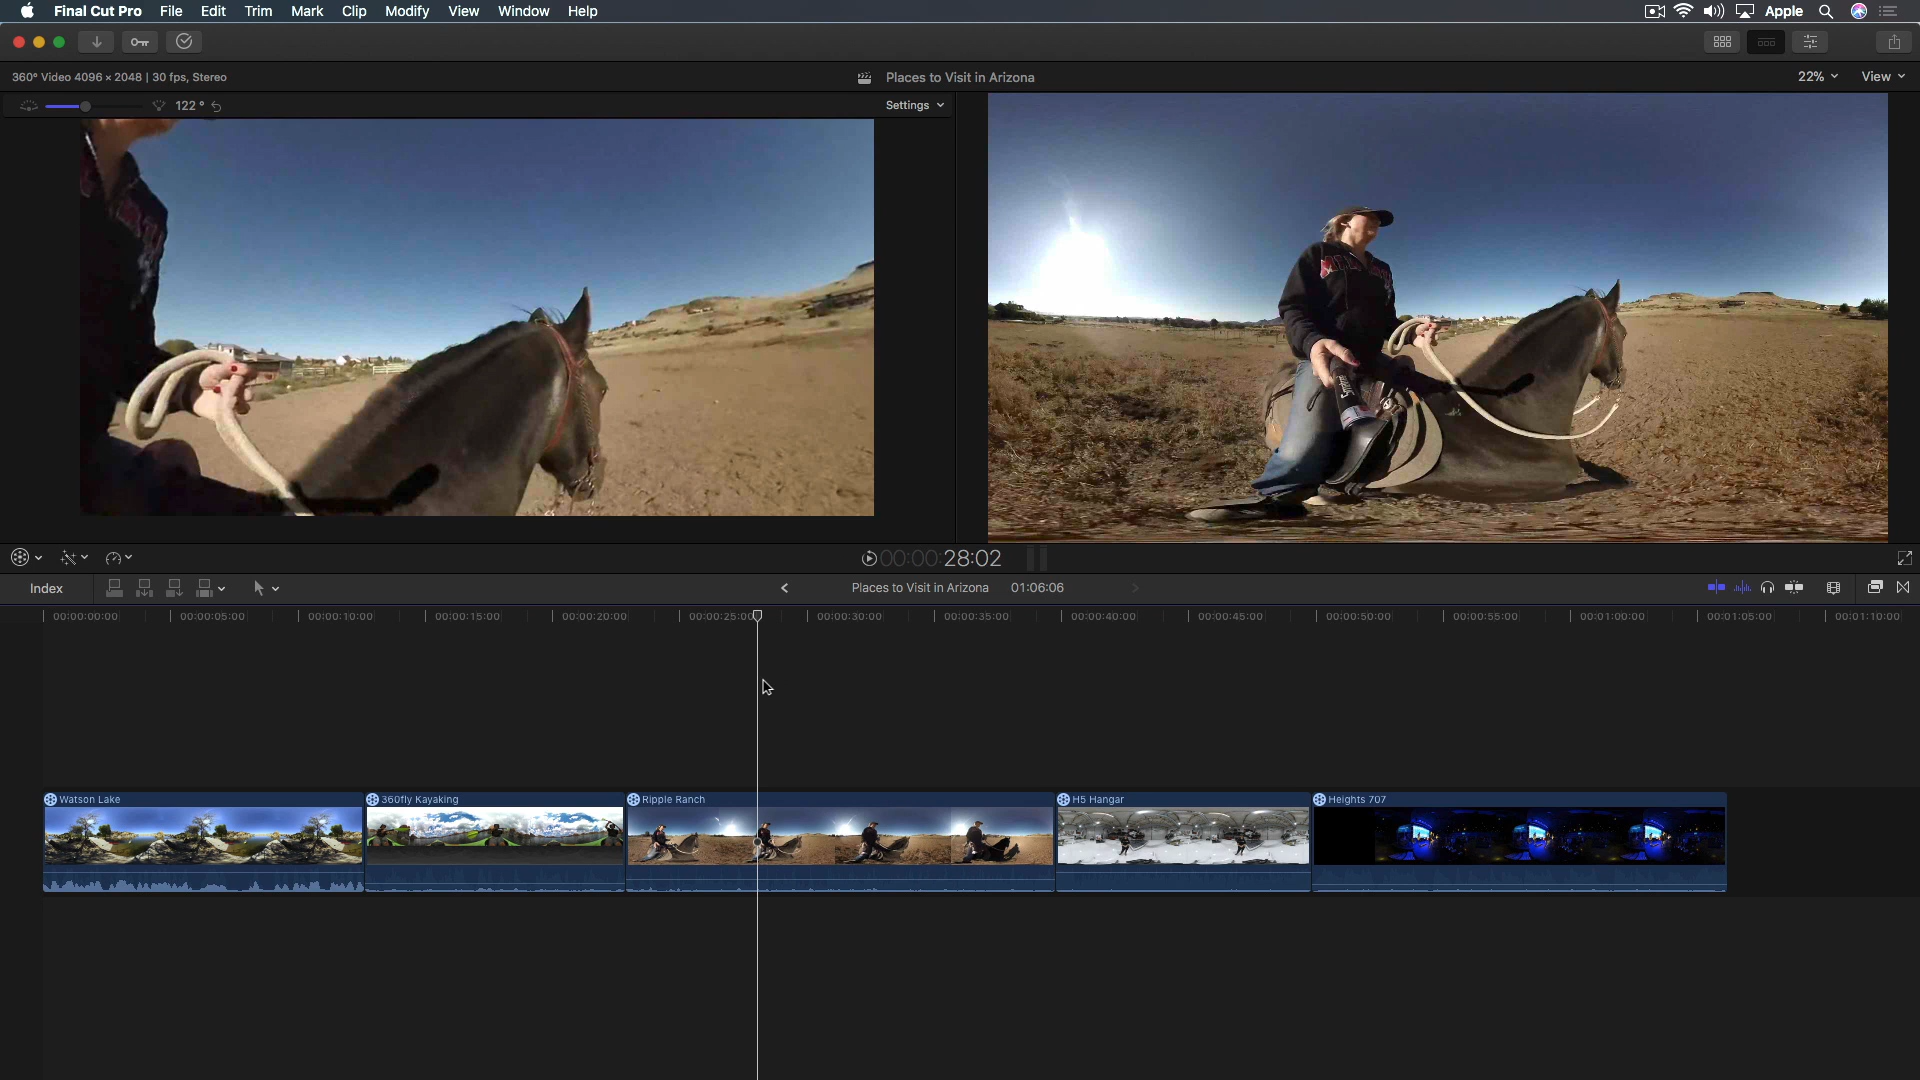 Final Cut Pro File Edit Trim Mark Clip Modify View Window Help Apple
360° Video 4096 × 2048 | 30 fps, Stereo
Places to Visit in Arizona
22% View
122 °
Settings
00:00:28:02
Index
Places to Visit in Arizona 01:06:06
00:00:00:00 00:00:05:00 00:00:10:00 00:00:15:00 00:00:20:00 00:00:25:00 00:00:30:00 00:00:35:00 00:00:40:00 00:00:45:00 00:00:50:00 00:00:55:00 00:01:00:00 00:01:05:00 00:01:10:00
Watson Lake
360fly Kayaking
Ripple Ranch
H5 Hangar
Heights 707